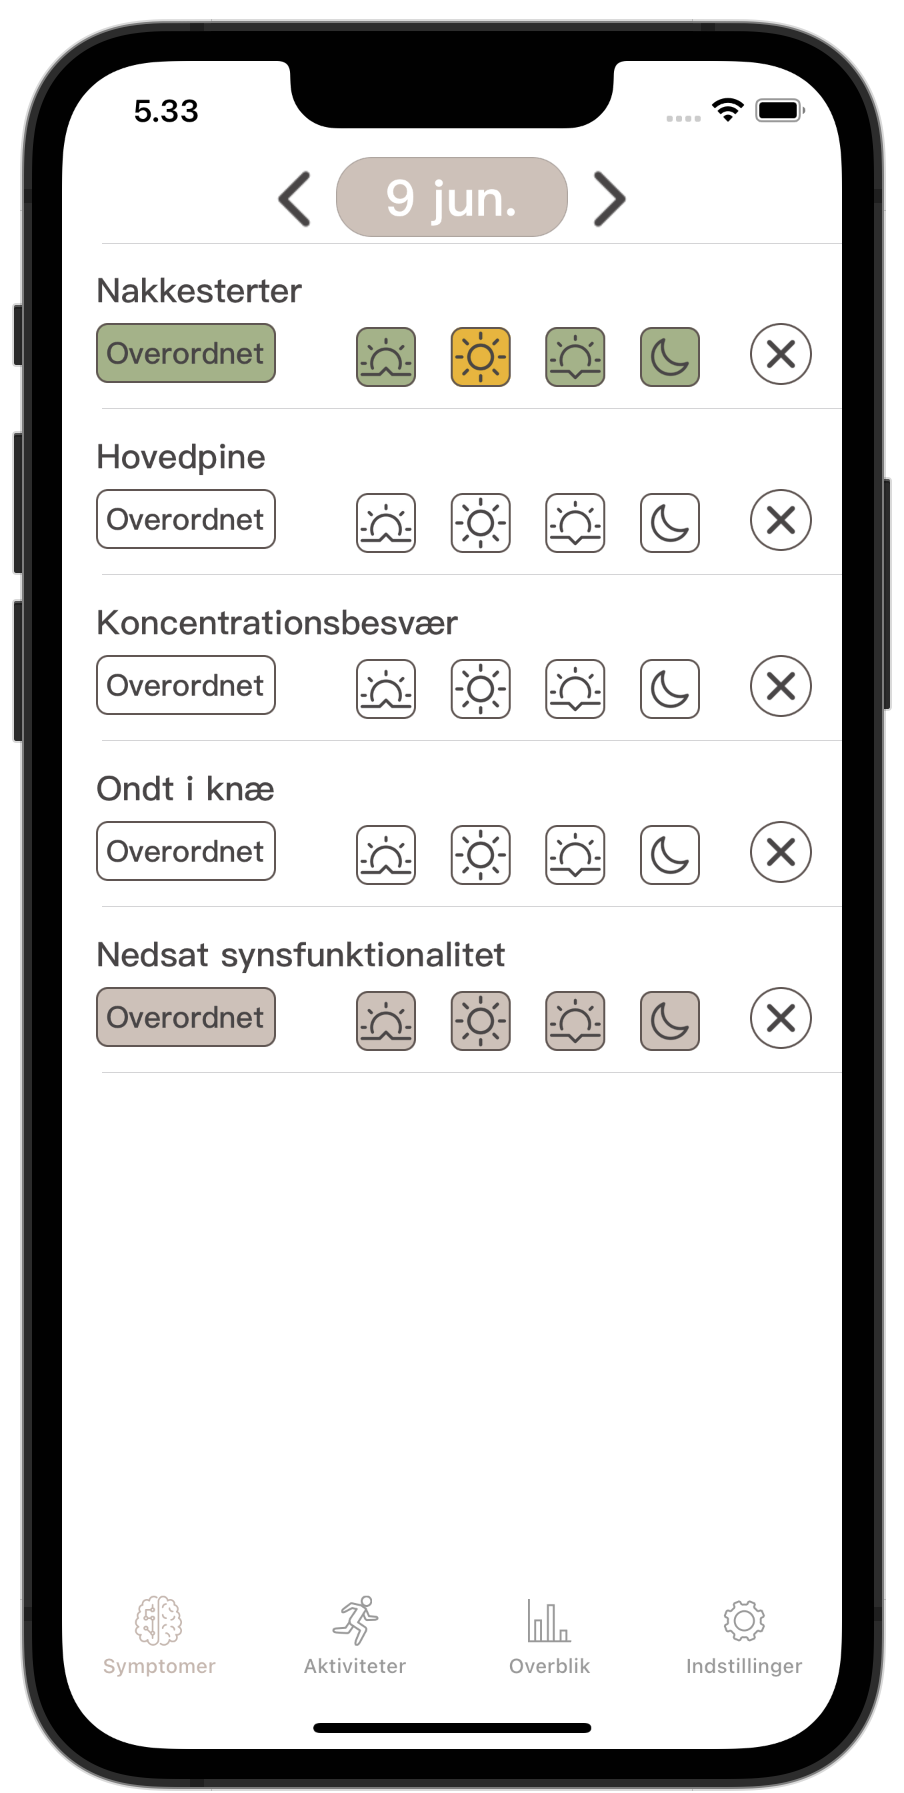 5.33
9 jun.
Nakkesterter
Overordnet
Hovedpine
Overordnet
Koncentrationsbesvær
Overordnet
Ondt i knæ
Overordnet
Nedsat synsfunktionalitet
Overordnet
Symptomer Aktiviteter Overblik Indstillinger